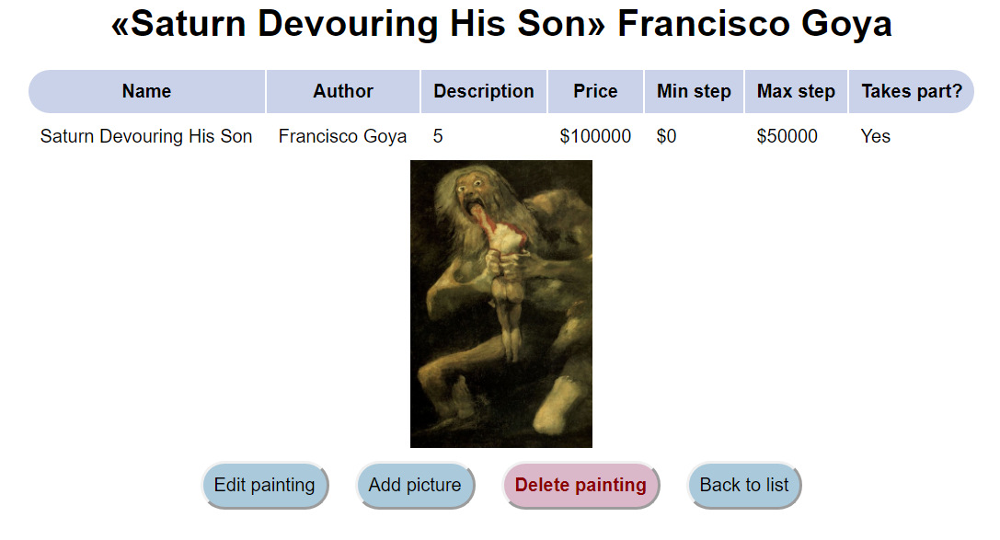 «Saturn Devouring His Son» Francisco Goya
Name Author Description Price Min step Max step Takes part?
Saturn Devouring His Son Francisco Goya 5 $100000 $0 $50000 Yes
Edit painting Add picture Delete painting Back to list